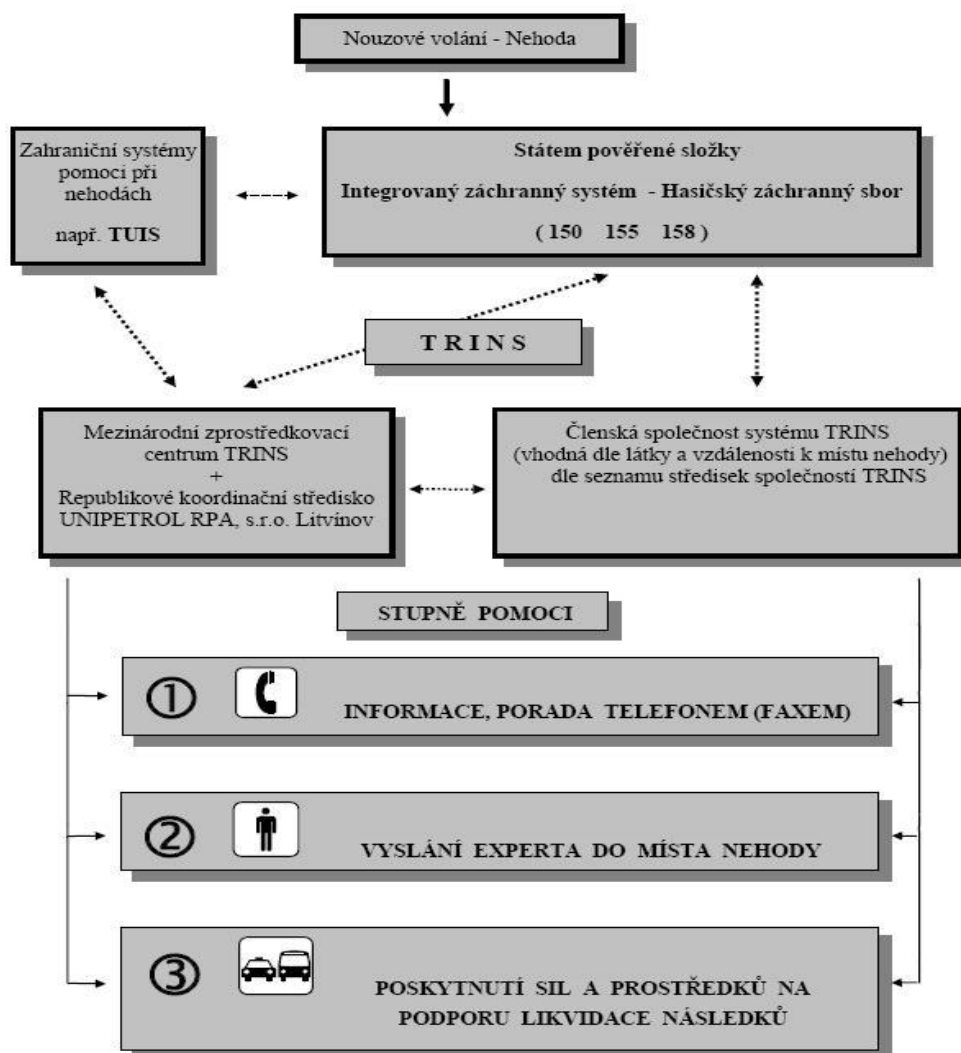 Nouzové volání - Nehoda
Zahraniční systémy
pomoci při
nehodách
např. TUIS
Státem pověřené složky
Integrovaný záchranný systém - Hasičský záchranný sbor
( 150 155 158 )
T R I N S
Mezinárodní zprostředkovací
centrum TRINS
+
Republikové koordinační středisko
UNIPETROL RPA, s.r.o. Litvínov
Členská společnost systému TRINS
(vhodná dle látky a vzdálenosti k místu nehody)
dle seznamu středisek společností TRINS
STUPNĚ POMOCI
①
INFORMACE, PORADA TELEFONEM (FAXEM)
②
VYSLÁNÍ EXPERTA DO MÍSTA NEHODY
③
POSKYTNUTÍ SIL A PROSTŘEDKŮ NA
PODPORU LIKVIDACE NÁSLEDKŮ